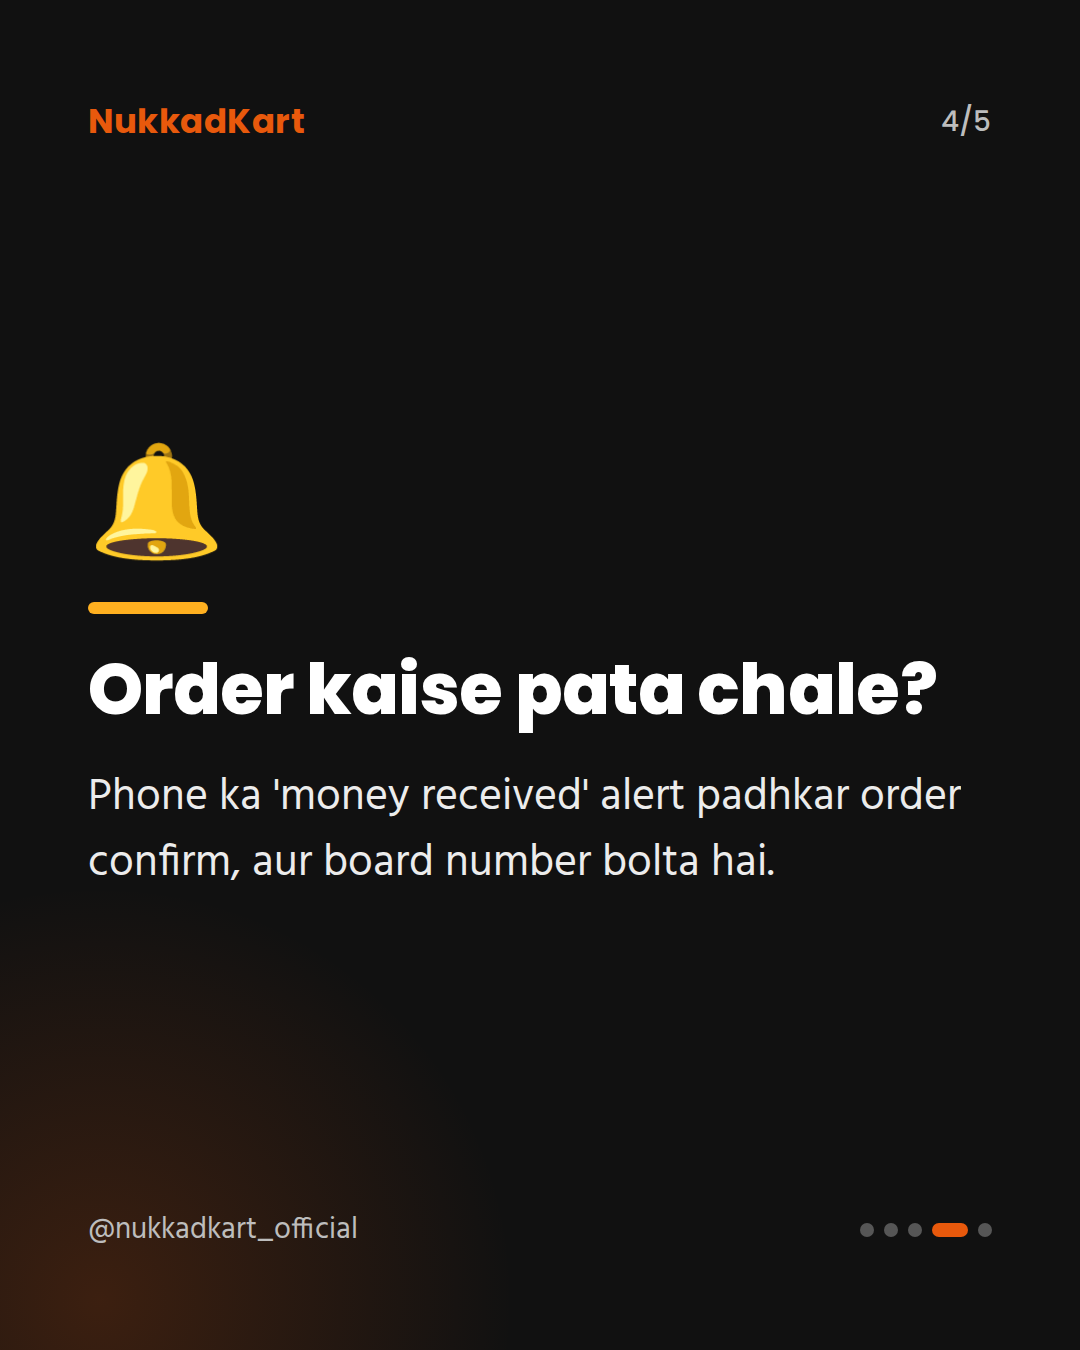 NukkadKart
4/5
Order kaise pata chale?
Phone ka 'money received' alert padhkar order
confirm, aur board number bolta hai.
@nukkadkart_official